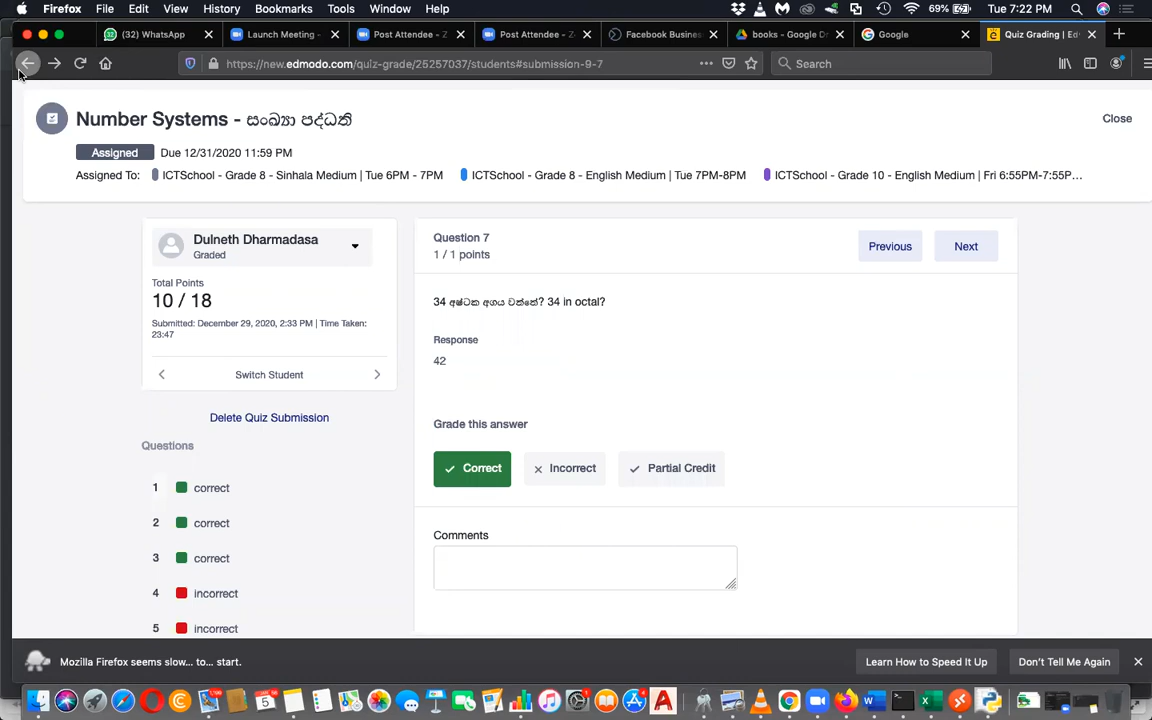 Firefox File Edit View History Bookmarks Tools Window Help 69% Tue 7:22 PM
(32) WhatsApp Launch Meeting - Post Attendee - Z Post Attendee - Z Facebook Busines books - Google Dr Google Quiz Grading | Ed
https://new.edmodo.com/quiz-grade/25257037/students#submission-9-7 Search
Number Systems - සංඛ්‍යා පද්ධති Close
Assigned Due 12/31/2020 11:59 PM
Assigned To: ICTSchool - Grade 8 - Sinhala Medium | Tue 6PM - 7PM ICTSchool - Grade 8 - English Medium | Tue 7PM-8PM ICTSchool - Grade 10 - English Medium | Fri 6:55PM-7:55P...
Dulneth Dharmadasa
Graded
Total Points
10 / 18
Submitted: December 29, 2020, 2:33 PM | Time Taken:
23:47
Switch Student
Delete Quiz Submission
Questions
1 correct
2 correct
3 correct
4 incorrect
5 incorrect
Question 7
1 / 1 points
Previous Next
34 අෂ්ටක අගය වන්නේ? 34 in octal?
Response
42
Grade this answer
Correct Incorrect Partial Credit
Comments
Mozilla Firefox seems slow... to... start. Learn How to Speed It Up Don't Tell Me Again